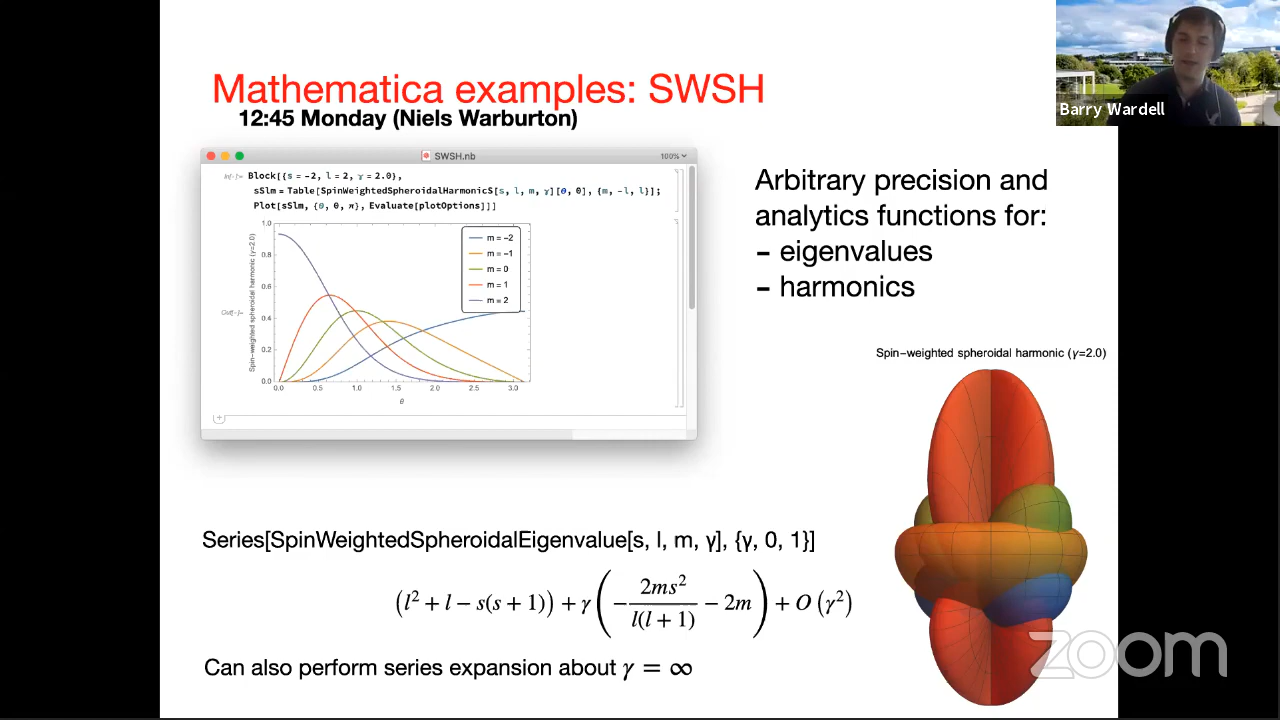 Mathematica examples: SWSH
12:45 Monday (Niels Warburton)
Barry Wardell
SWSH.nb
100%
In[-]:= Block[{s = -2, l = 2, γ = 2.0},
sSlm = Table[SpinWeightedSpheroidalHarmonicS[s, l, m, γ][θ, 0], {m, -l, l}];
Plot[sSlm, {θ, 0, π}, Evaluate[plotOptions]]]
Out[-]=
Spin-weighted spheroidal harmonic (γ=2.0)
1.0
0.8
0.6
0.4
0.2
0.0
m = -2
m = -1
m = 0
m = 1
m = 2
0.0 0.5 1.0 1.5 2.0 2.5 3.0
θ
Arbitrary precision and
analytics functions for:
- eigenvalues
- harmonics
Spin-weighted spheroidal harmonic (γ=2.0)
Series[SpinWeightedSpheroidalEigenvalue[s, l, m, γ], {γ, 0, 1}]
(l² + l − s(s + 1)) + γ (− 2ms² / l(l + 1) − 2m) + O (γ²)
Can also perform series expansion about γ = ∞
zoom